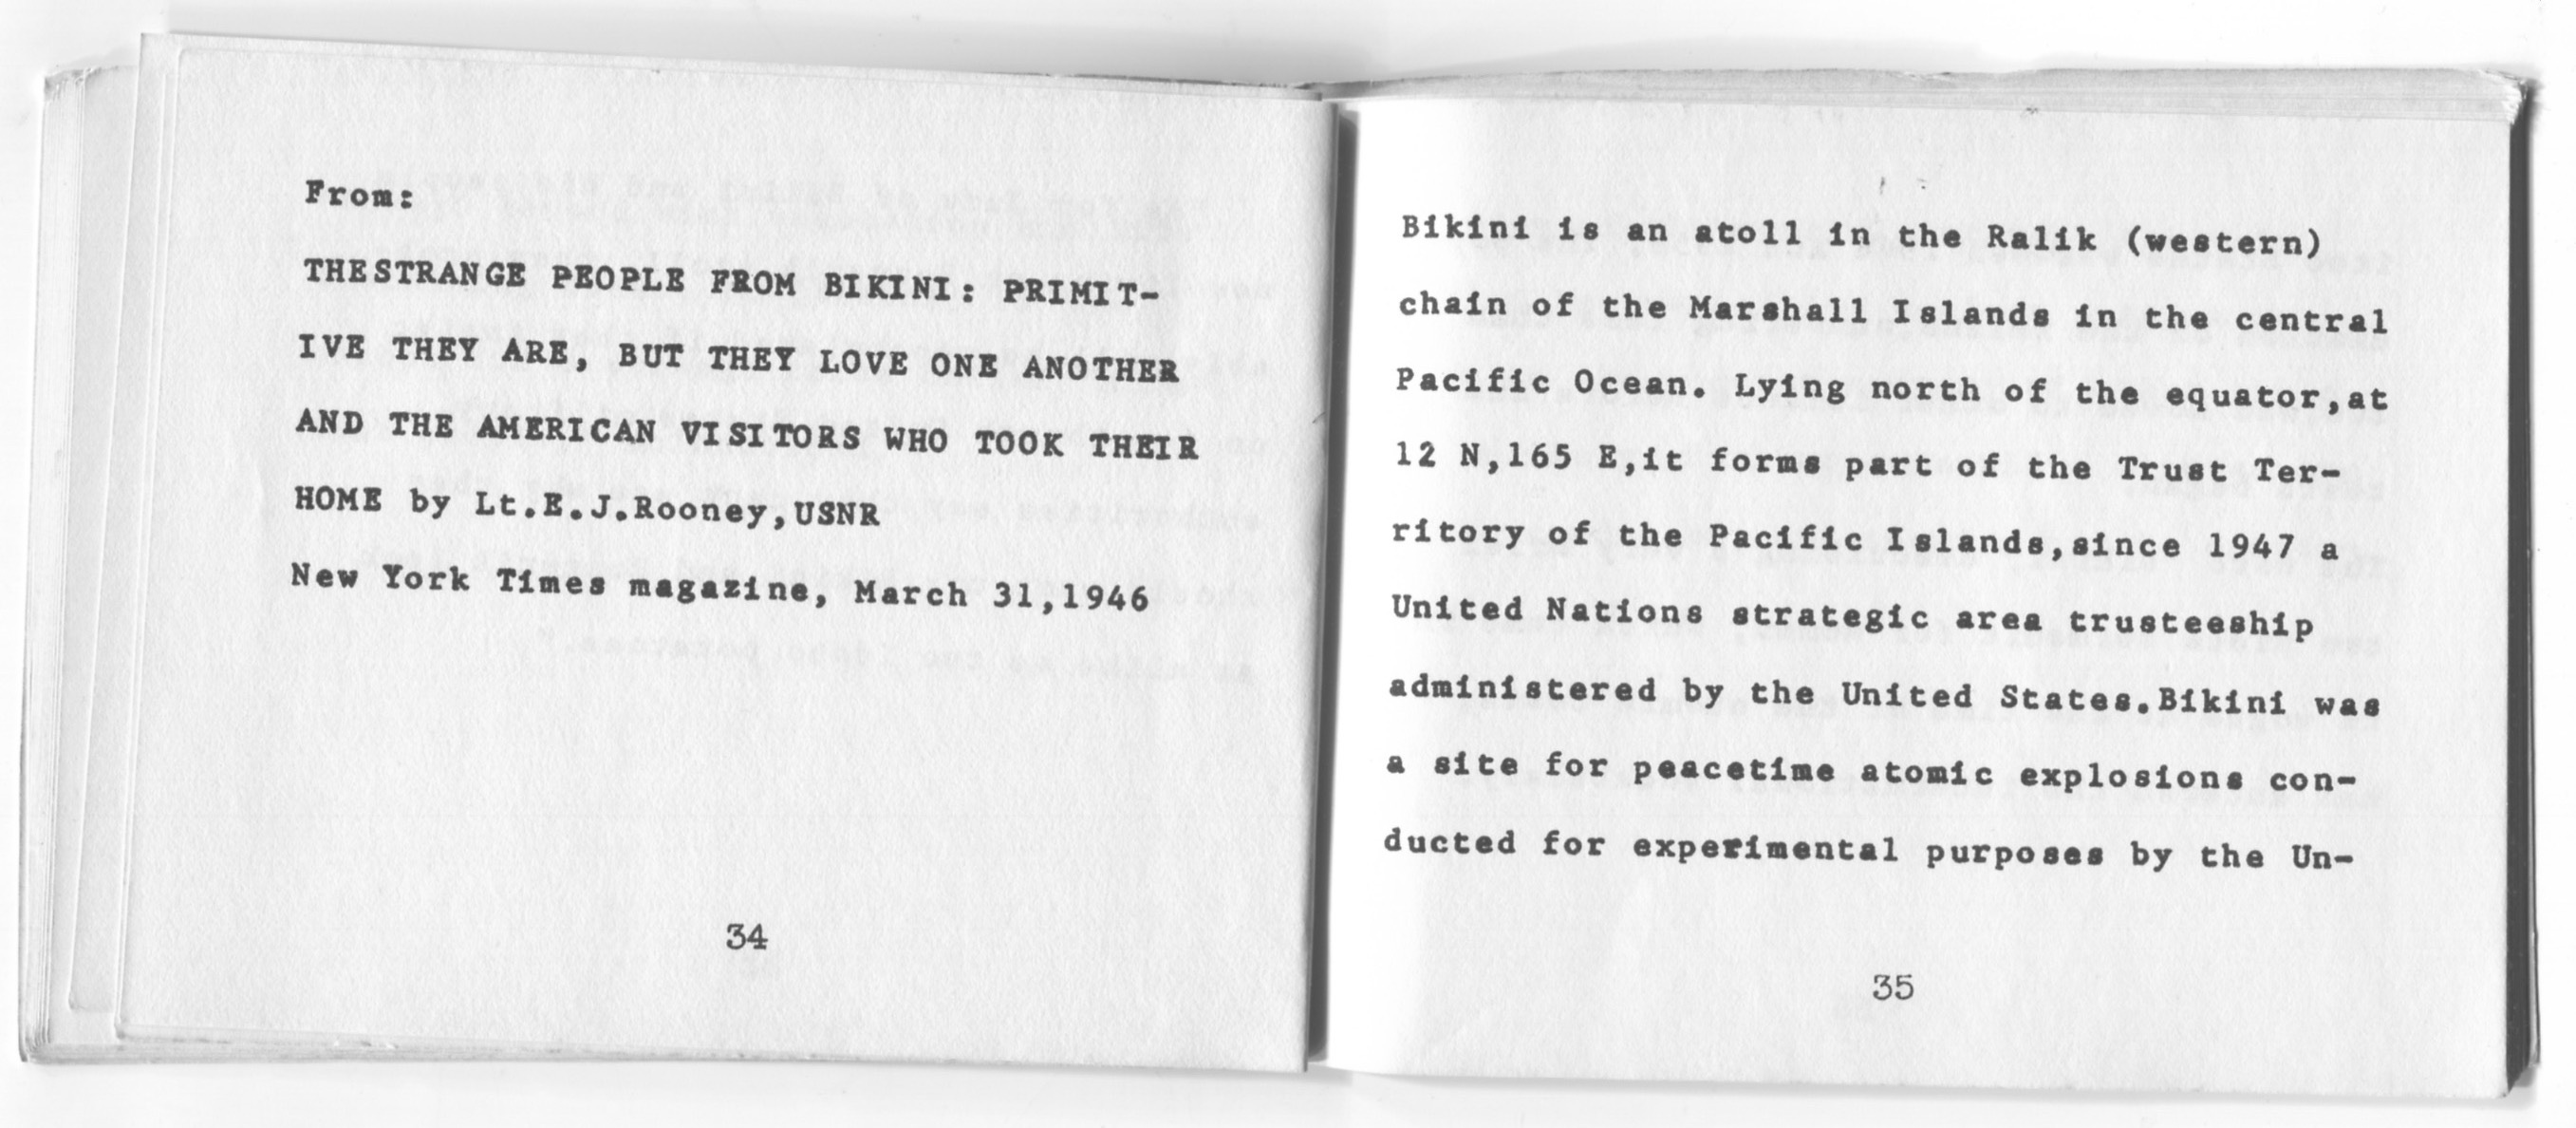 From:
THESTRANGE PEOPLE FROM BIKINI: PRIMIT-
IVE THEY ARE, BUT THEY LOVE ONE ANOTHER
AND THE AMERICAN VISITORS WHO TOOK THEIR
HOME by Lt.E.J.Rooney,USNR
New York Times magazine, March 31,1946
34
Bikini is an atoll in the Ralik (western)
chain of the Marshall Islands in the central
Pacific Ocean. Lying north of the equator,at
12 N,165 E,it forms part of the Trust Ter-
ritory of the Pacific Islands,since 1947 a
United Nations strategic area trusteeship
administered by the United States.Bikini was
a site for peacetime atomic explosions con-
ducted for experimental purposes by the Un-
35